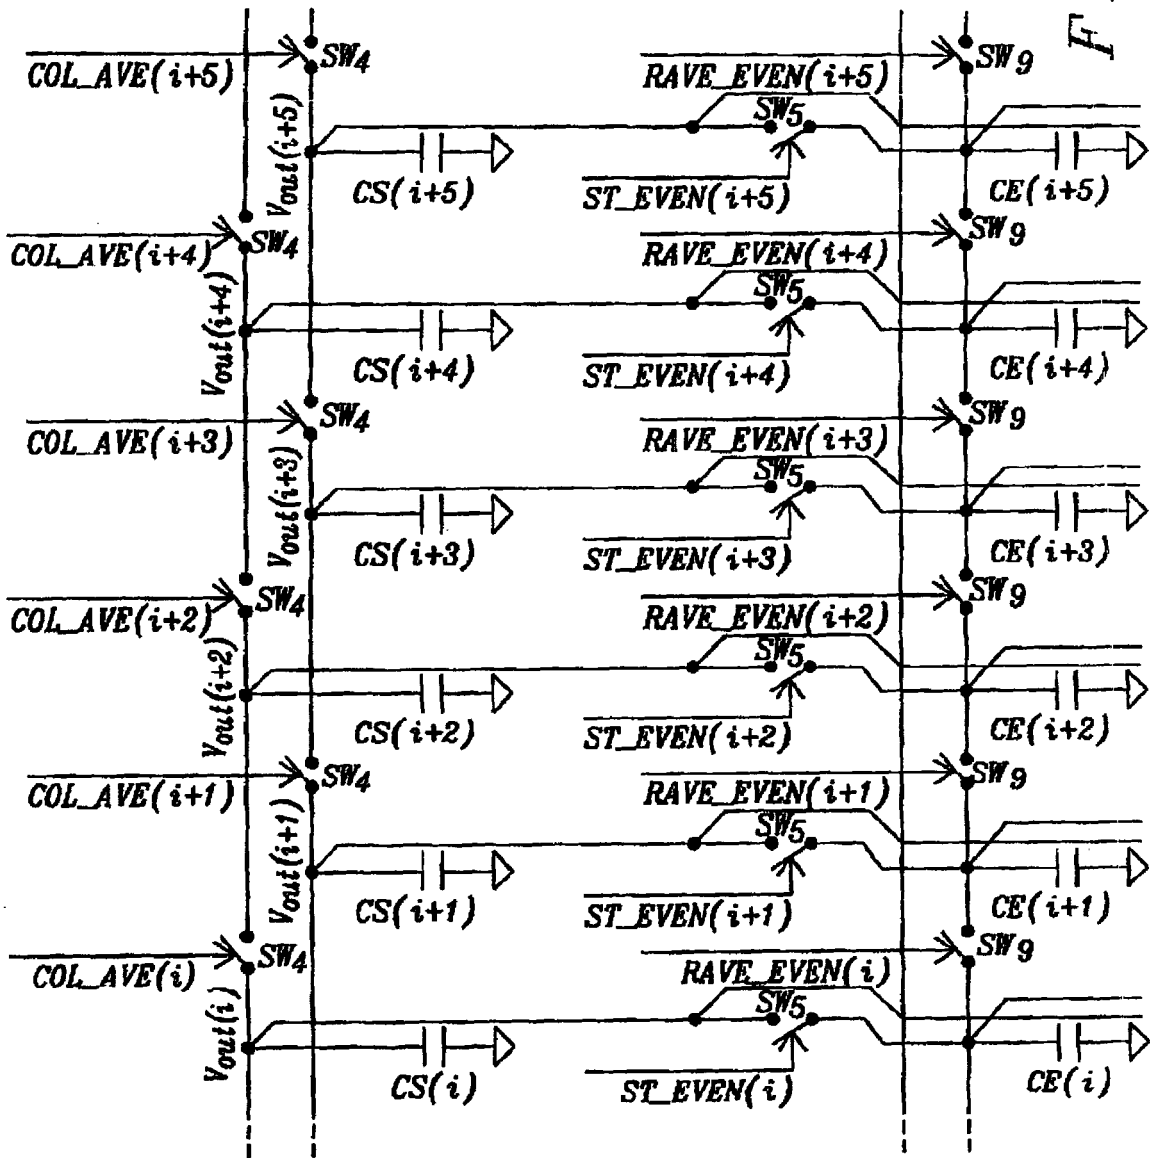 F
SW4
SW9
COL_AVE(i+5)
RAVE_EVEN(i+5)
Vout(i+5)
SW5
CS(i+5)
ST_EVEN(i+5)
CE(i+5)
SW4
SW9
COL_AVE(i+4)
RAVE_EVEN(i+4)
Vout(i+4)
SW5
CS(i+4)
ST_EVEN(i+4)
CE(i+4)
SW4
SW9
COL_AVE(i+3)
RAVE_EVEN(i+3)
Vout(i+3)
SW5
CS(i+3)
ST_EVEN(i+3)
CE(i+3)
SW4
SW9
COL_AVE(i+2)
RAVE_EVEN(i+2)
Vout(i+2)
SW5
CS(i+2)
ST_EVEN(i+2)
CE(i+2)
SW4
SW9
COL_AVE(i+1)
RAVE_EVEN(i+1)
Vout(i+1)
SW5
CS(i+1)
ST_EVEN(i+1)
CE(i+1)
SW4
SW9
COL_AVE(i)
RAVE_EVEN(i)
Vout(i)
SW5
CS(i)
ST_EVEN(i)
CE(i)